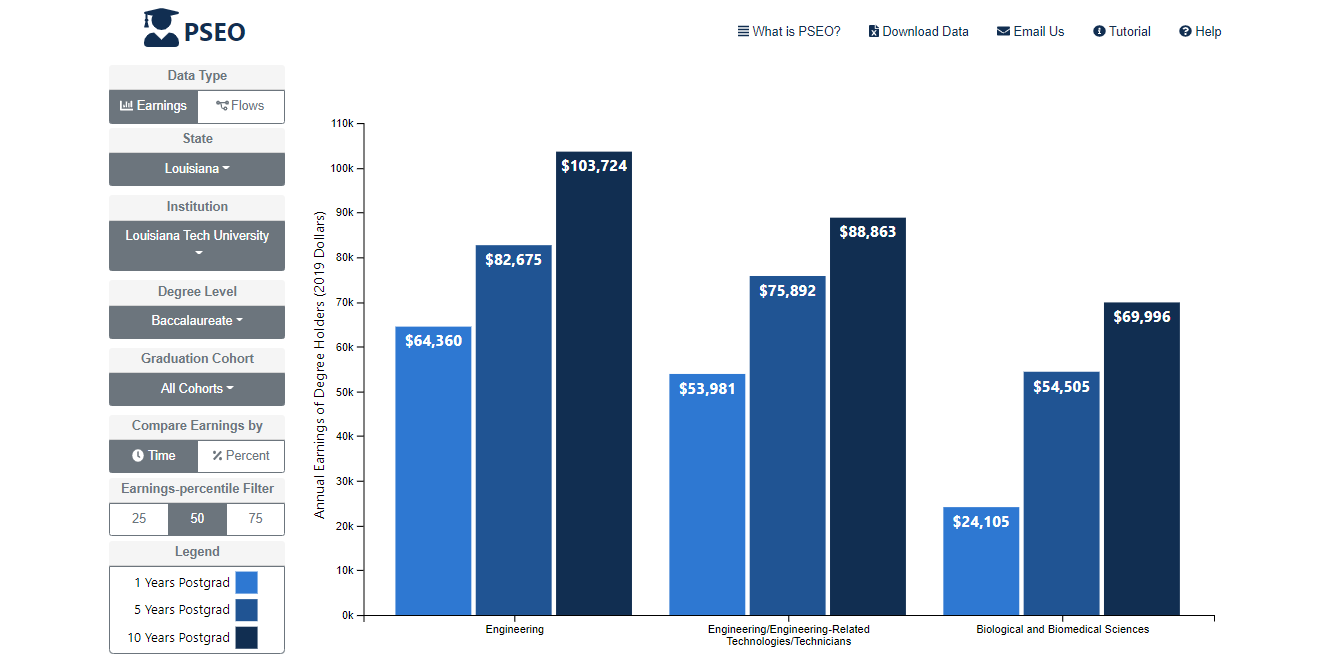 PSEO
What is PSEO?
Download Data
Email Us
Tutorial
Help
Data Type
Earnings
Flows
State
Louisiana
Institution
Louisiana Tech University
Degree Level
Baccalaureate
Graduation Cohort
All Cohorts
Compare Earnings by
Time
Percent
Earnings-percentile Filter
25
50
75
Legend
1 Years Postgrad
5 Years Postgrad
10 Years Postgrad
Annual Earnings of Degree Holders (2019 Dollars)
110k
100k
90k
80k
70k
60k
50k
40k
30k
20k
10k
0k
$64,360
$82,675
$103,724
$53,981
$75,892
$88,863
$24,105
$54,505
$69,996
Engineering
Engineering/Engineering-Related
Technologies/Technicians
Biological and Biomedical Sciences